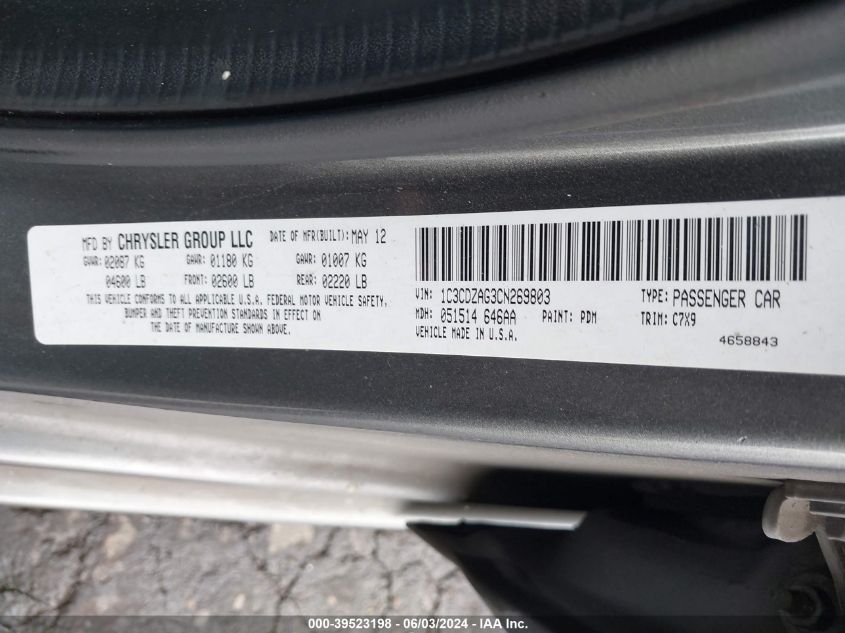 MFD BY CHRYSLER GROUP LLC DATE OF MFR(BUILT): MAY 12
GVWR: 02087 KG GAWR: 01180 KG GAWR: 01007 KG
04600 LB FRONT: 02600 LB REAR: 02220 LB
THIS VEHICLE CONFORMS TO ALL APPLICABLE U.S.A. FEDERAL MOTOR VEHICLE SAFETY,
BUMPER AND THEFT PREVENTION STANDARDS IN EFFECT ON
THE DATE OF MANUFACTURE SHOWN ABOVE.
VIN: 1C3CDZAG3CN269803 TYPE: PASSENGER CAR
MDH: 051514 646AA PAINT: PDM TRIM: C7X9
VEHICLE MADE IN U.S.A. 4658843
000-39523198 - 06/03/2024 - IAA Inc.